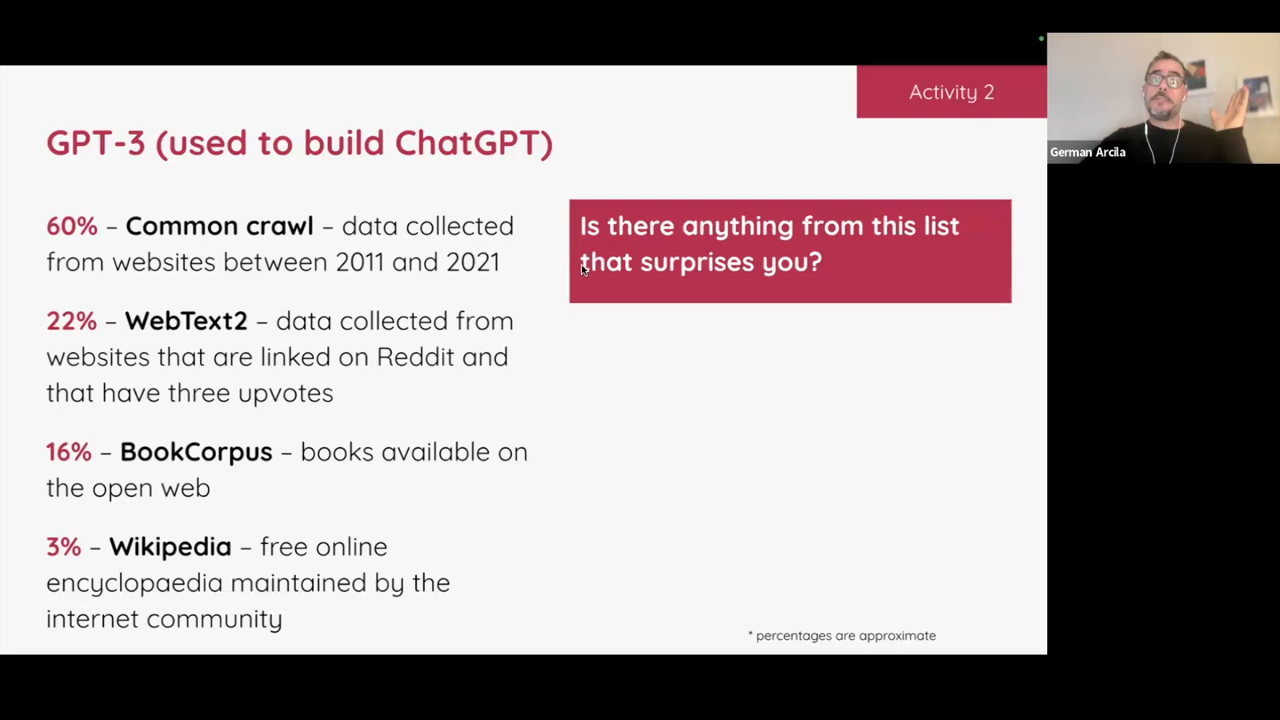 Activity 2
GPT-3 (used to build ChatGPT)
60% – Common crawl – data collected
from websites between 2011 and 2021
22% – WebText2 – data collected from
websites that are linked on Reddit and
that have three upvotes
16% – BookCorpus – books available on
the open web
3% – Wikipedia – free online
encyclopaedia maintained by the
internet community
Is there anything from this list
that surprises you?
* percentages are approximate
German Arcila